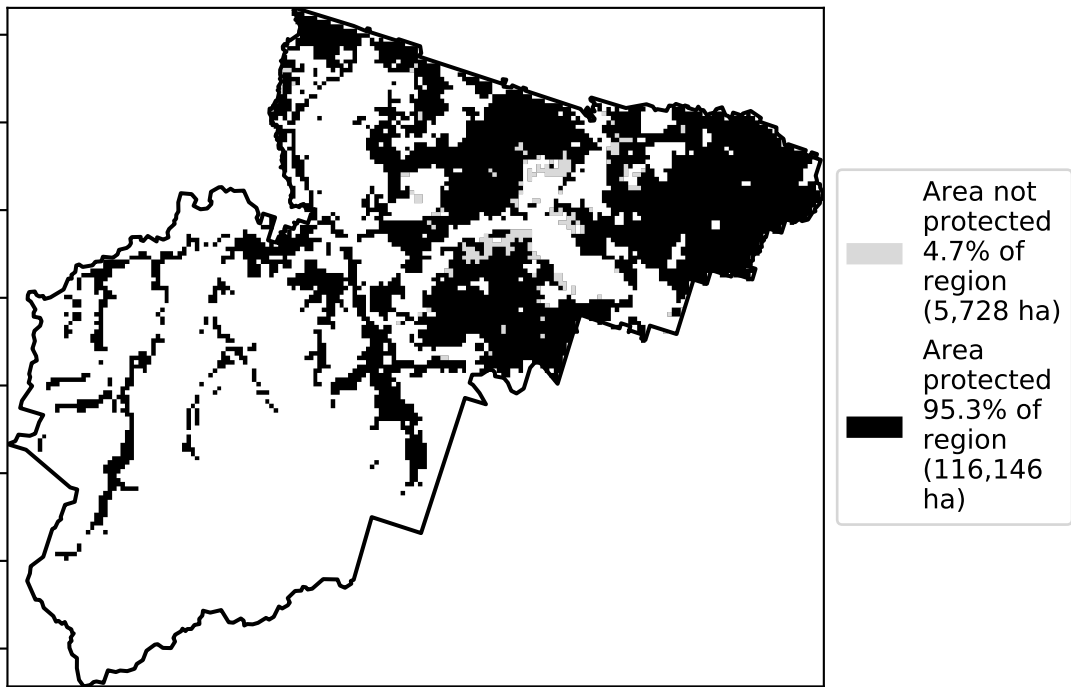 Area not
protected
4.7% of
region
(5,728 ha)
Area
protected
95.3% of
region
(116,146
ha)